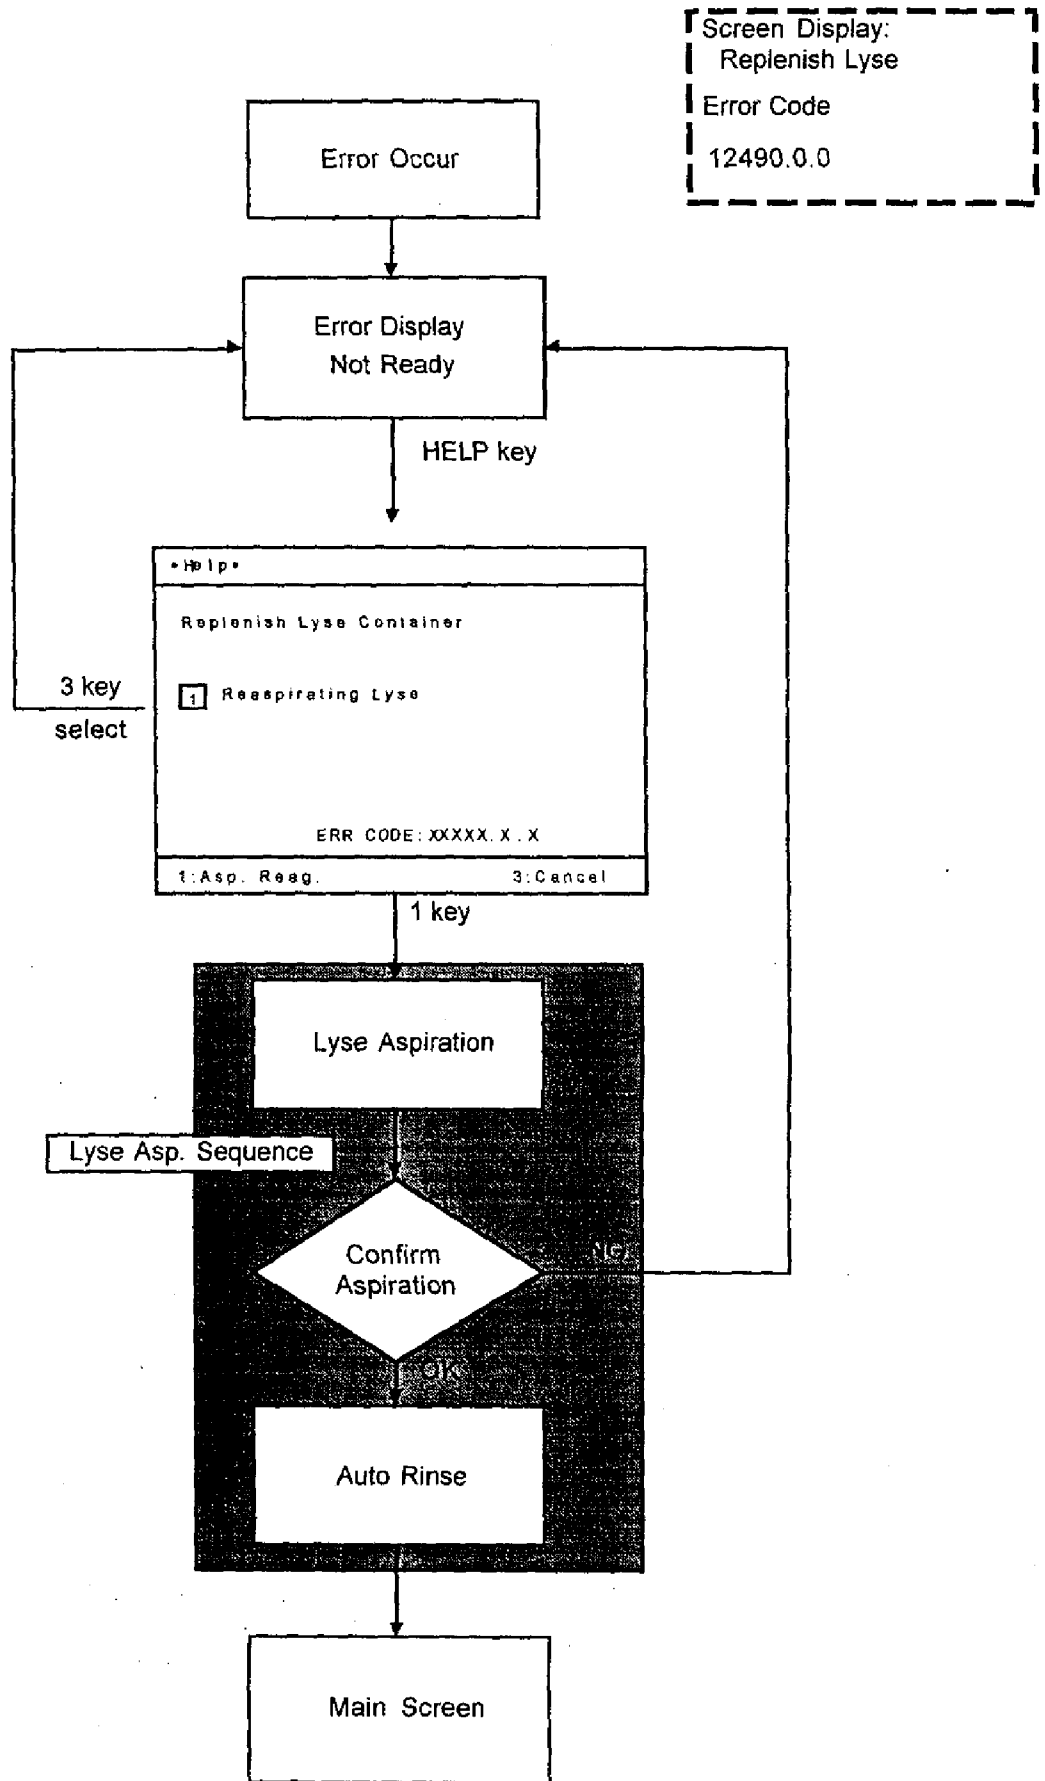 Screen Display:
Replenish Lyse
Error Code
12490.0.0
Error Occur
Error Display
Not Ready
HELP key
*Help*
Replenish Lyse Container
3 key
select
1 Reaspirating Lyse
ERR CODE: XXXXX.X.X
1:Asp. Reag.
3:Cancel
1 key
Lyse Aspiration
Lyse Asp. Sequence
Confirm
Aspiration
NG
OK
Auto Rinse
Main Screen